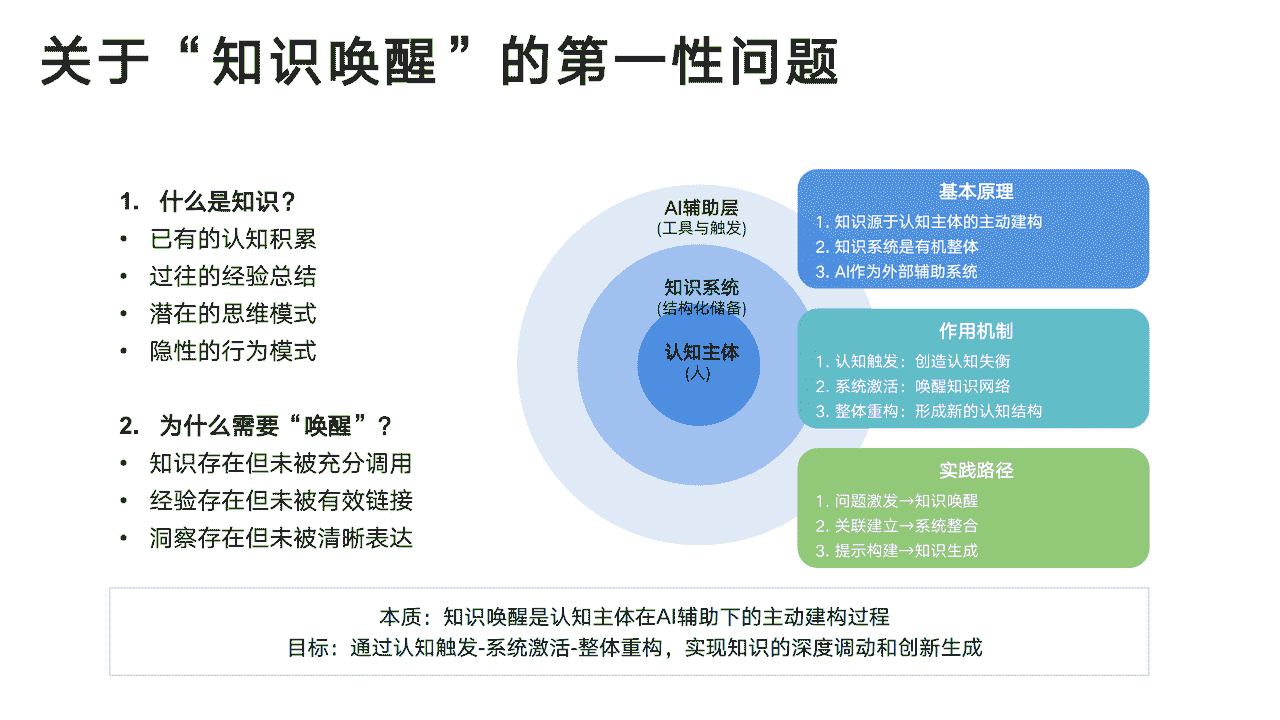 关于“知识唤醒”的第一性问题
1. 什么是知识？
• 已有的认知积累
• 过往的经验总结
• 潜在的思维模式
• 隐性的行为模式
2. 为什么需要“唤醒”？
• 知识存在但未被充分调用
• 经验存在但未被有效链接
• 洞察存在但未被清晰表达
AI辅助层
(工具与触发)
知识系统
(结构化储备)
认知主体
(人)
基本原理
1. 知识源于认知主体的主动建构
2. 知识系统是有机整体
3. AI作为外部辅助系统
作用机制
1. 认知触发：创造认知失衡
2. 系统激活：唤醒知识网络
3. 整体重构：形成新的认知结构
实践路径
1. 问题激发→知识唤醒
2. 关联建立→系统整合
3. 提示构建→知识生成
本质：知识唤醒是认知主体在AI辅助下的主动建构过程
目标：通过认知触发-系统激活-整体重构，实现知识的深度调动和创新生成